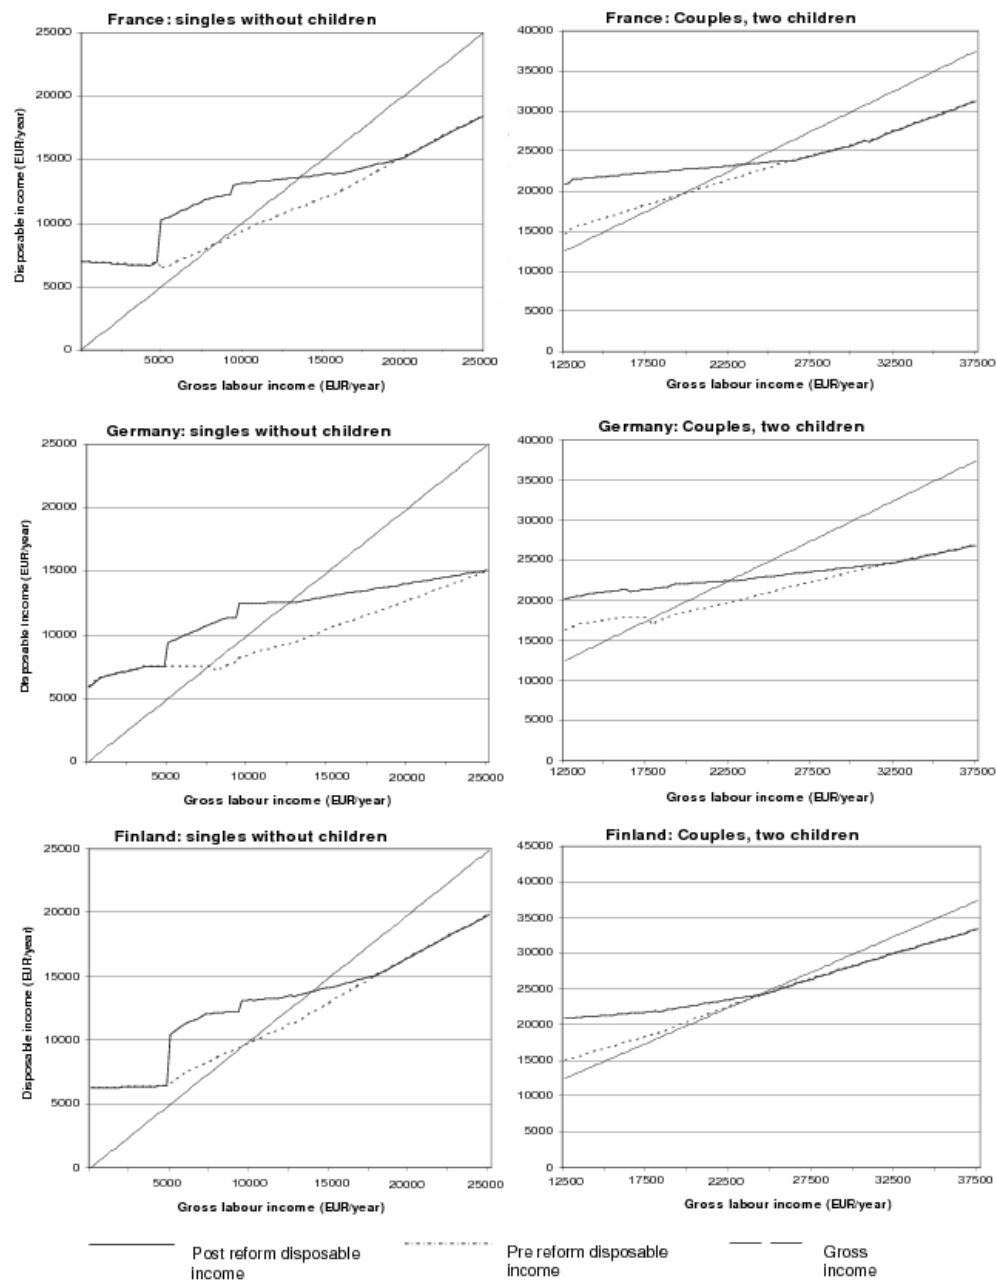 France: singles without children
25000
20000
15000
10000
5000
0
Disposable income (EUR/year)
5000 10000 15000 20000 25000
Gross labour income (EUR/year)
France: Couples, two children
40000
35000
30000
25000
20000
15000
10000
5000
0
12500 17500 22500 27500 32500 37500
Gross labour income (EUR/year)
Germany: singles without children
25000
20000
15000
10000
5000
0
Disposable income (EUR/year)
5000 10000 15000 20000 25000
Gross labour income (EUR/year)
Germany: Couples, two children
40000
35000
30000
25000
20000
15000
10000
5000
0
12500 17500 22500 27500 32500 37500
Gross labour income (EUR/year)
Finland: singles without children
25000
20000
15000
10000
5000
0
Disposable income (EUR/year)
5000 10000 15000 20000 25000
Gross labour income (EUR/year)
Finland: Couples, two children
45000
40000
35000
30000
25000
20000
15000
10000
5000
0
12500 17500 22500 27500 32500 37500
Gross labour income (EUR/year)
Post reform disposable
income
Pre reform disposable
income
Gross
income